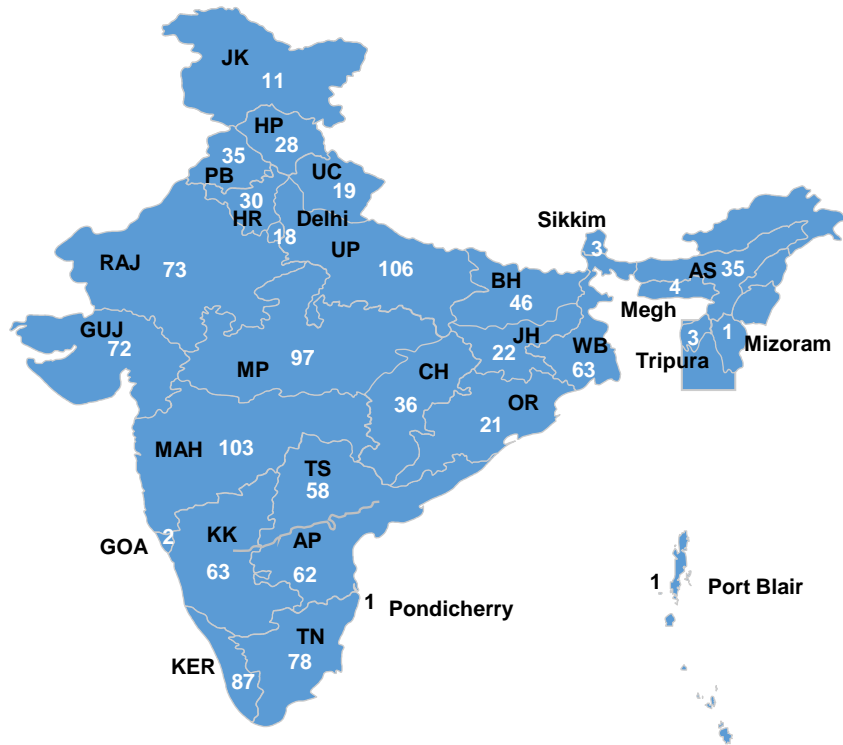 JK
11
HP
28
35
PB
UC
19
30
HR
Delhi
18
Sikkim
3
UP
106
RAJ
73
AS
35
4
Megh
BH
46
GUJ
72
JH
22
WB
63
3
Tripura
1
Mizoram
MP
97
CH
36
OR
21
MAH
103
TS
58
GOA
2
KK
63
AP
62
1
Pondicherry
1
Port Blair
TN
78
KER
87